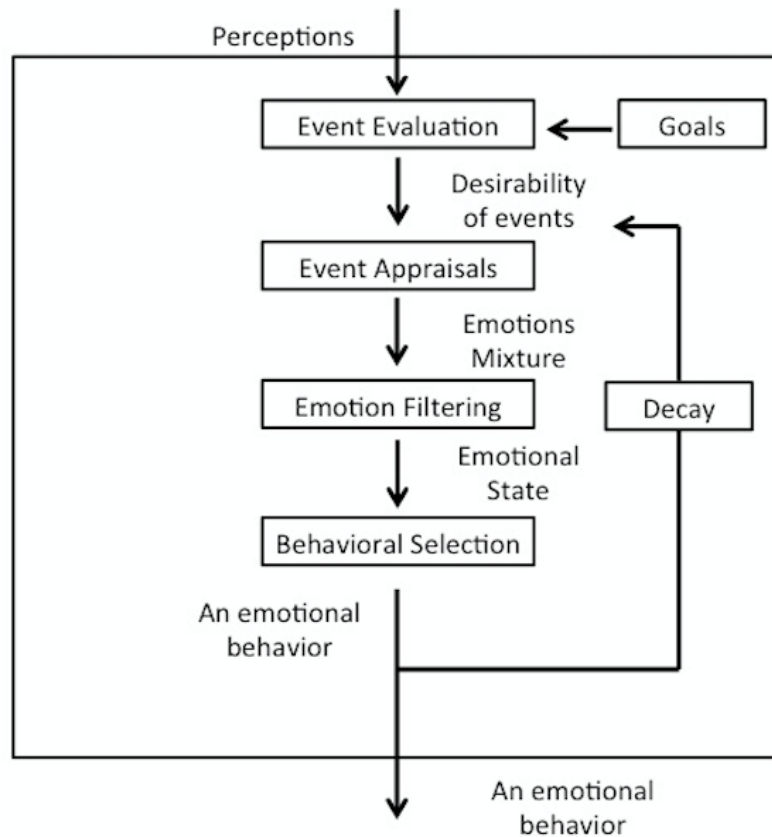 Perceptions
Event Evaluation
Goals
Desirability
of events
Event Appraisals
Emotions
Mixture
Emotion Filtering
Decay
Emotional
State
Behavioral Selection
An emotional
behavior
An emotional
behavior